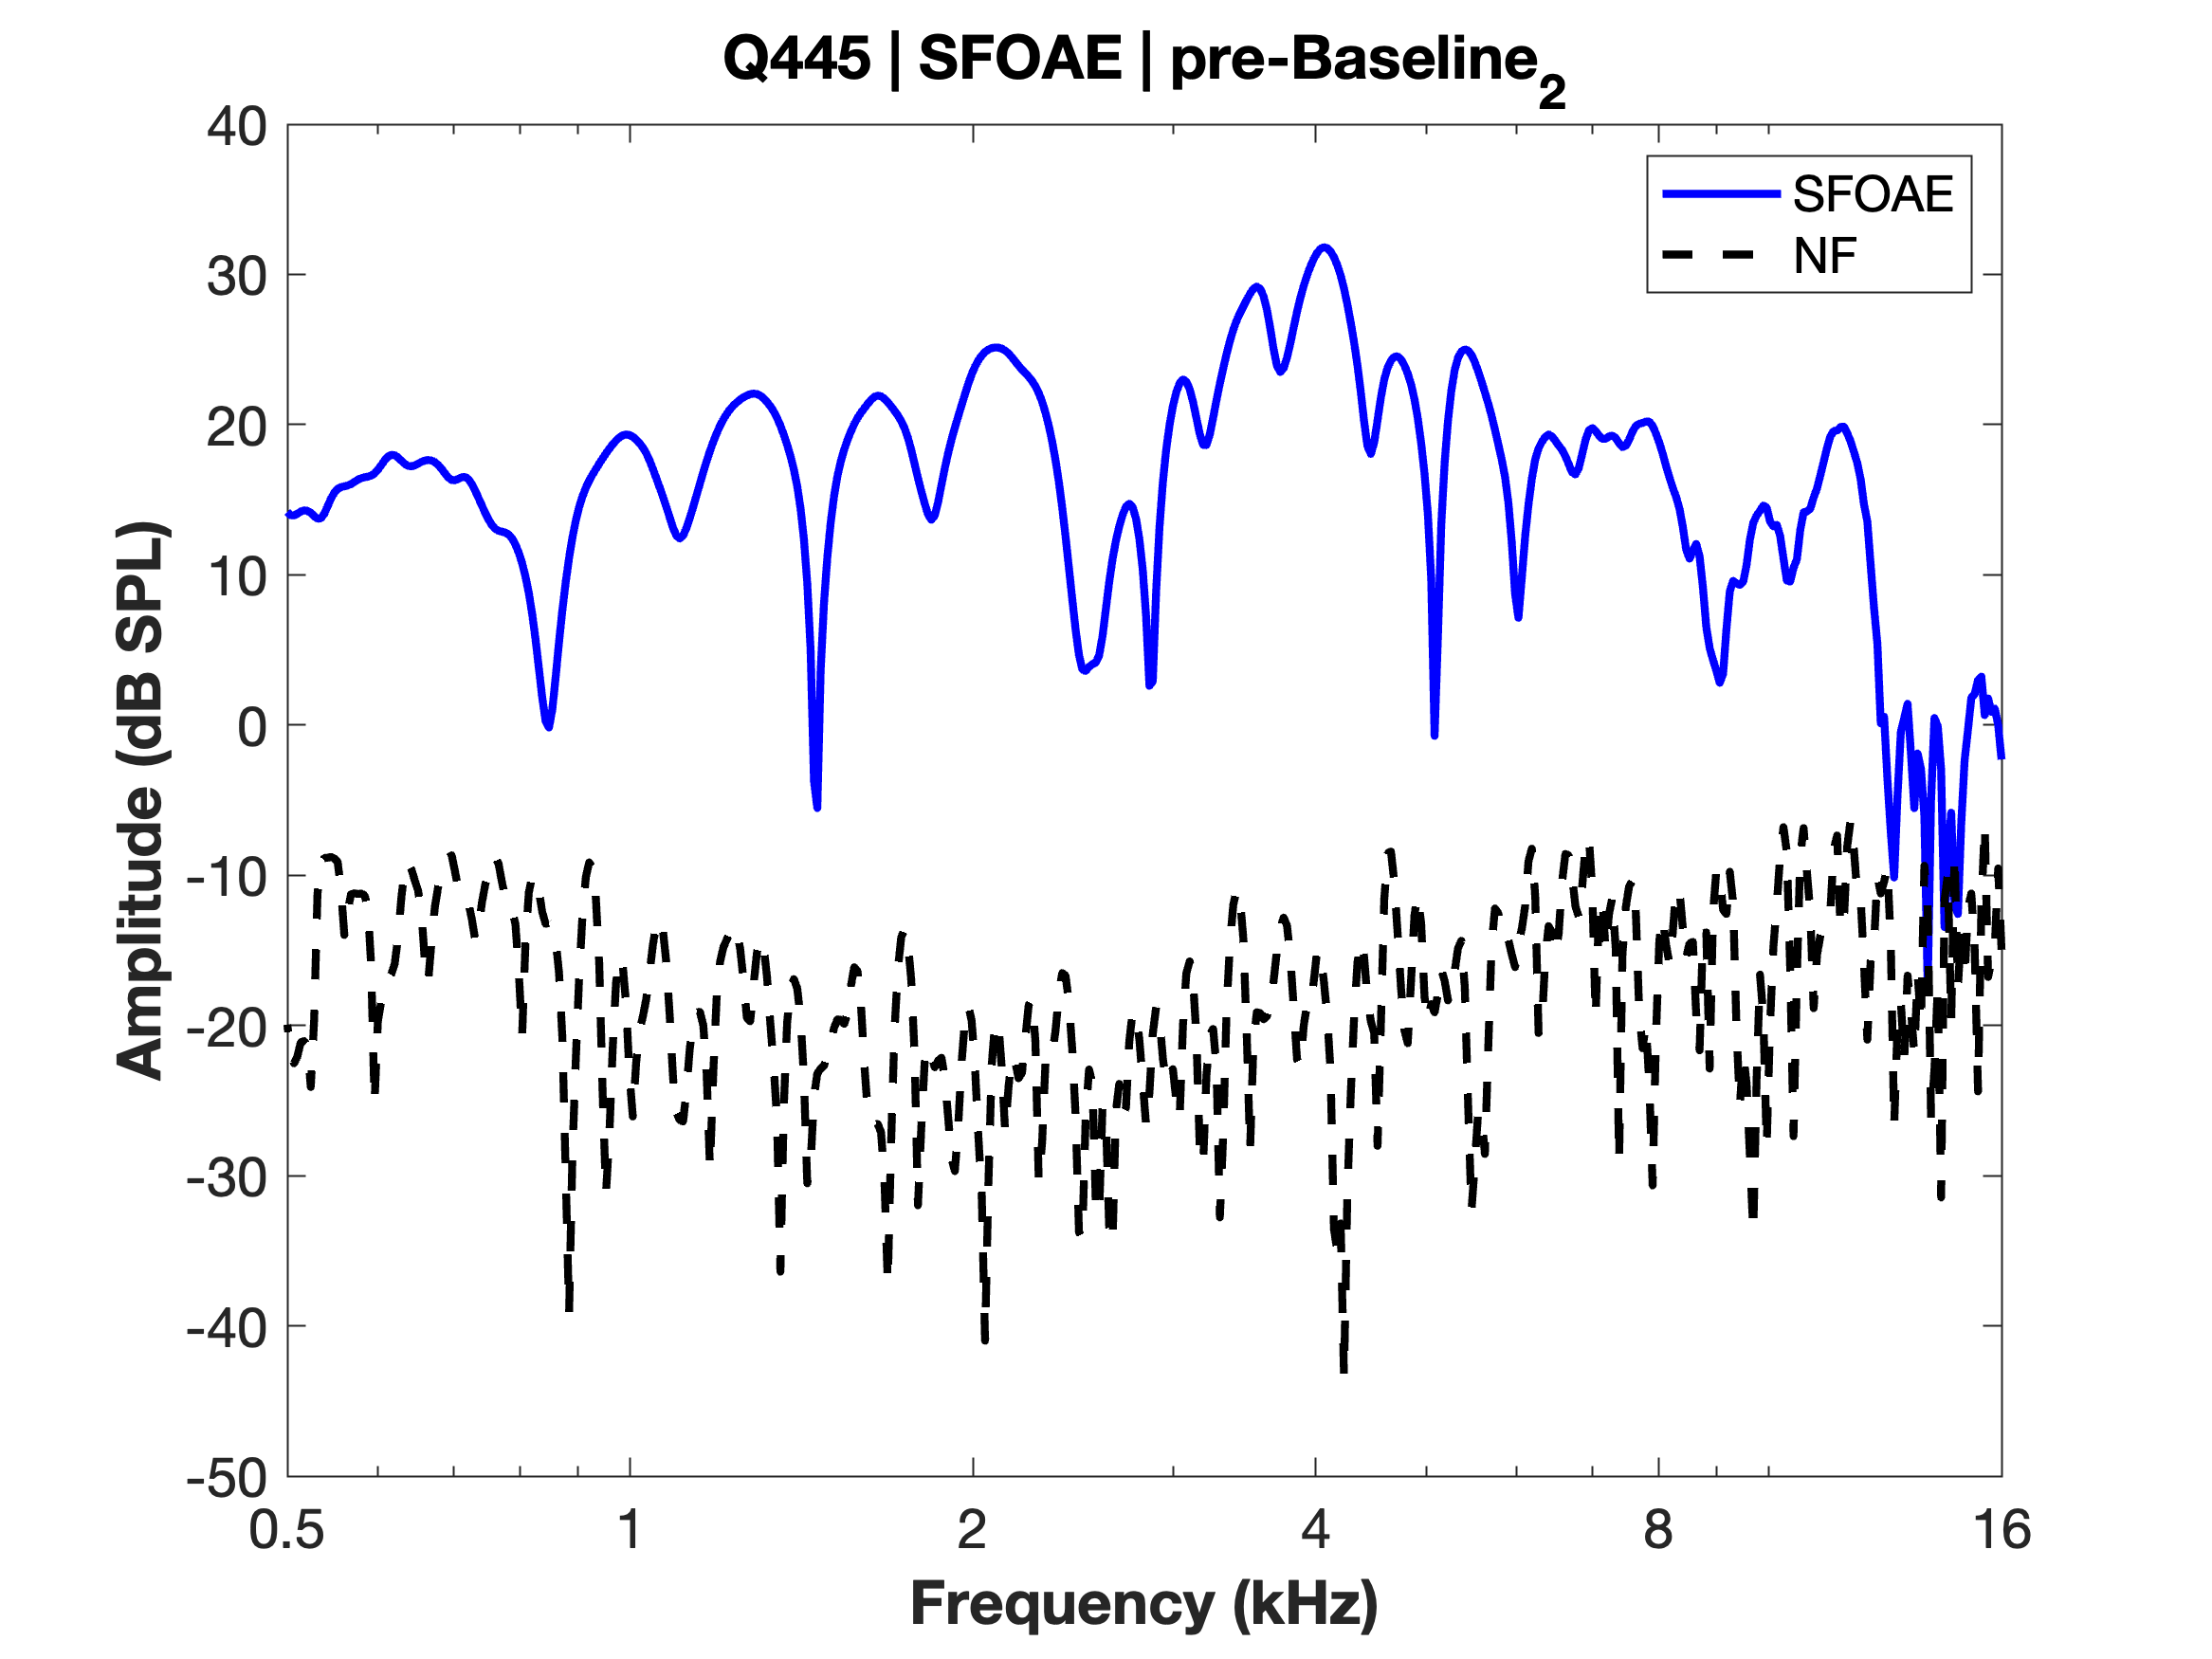 Q445 | SFOAE | pre-Baseline₂
40
30
20
10
0
-10
-20
-30
-40
-50
Amplitude (dB SPL)
SFOAE
NF
0.5 1 2 4 8 16
Frequency (kHz)